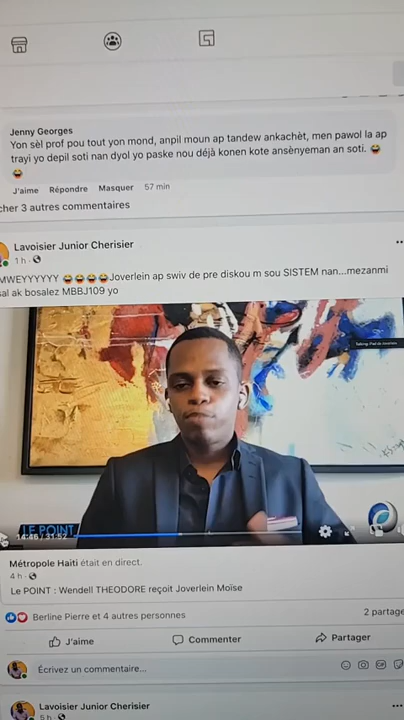 Jenny Georges
Yon sèl prof pou tout yon mond, anpil moun ap tandew ankachèt, men pawol la ap
trayi yo depil soti nan dyol yo paske nou déjà konen kote ansènyeman an soti. 😂
😂
J'aime Répondre Masquer 57 min
cher 3 autres commentaires
Lavoisier Junior Cherisier
1 h
MWEYYYYYY 😂😂😂😂Joverlein ap swiv de pre diskou m sou SISTEM nan...mezanmi
sal ak bosalez MBBJ109 yo
LE POINT
14:46 / 31:52
Métropole Haiti était en direct.
4 h
Le POINT : Wendell THEODORE reçoit Joverlein Moïse
Berline Pierre et 4 autres personnes
2 partage
J'aime Commenter Partager
Écrivez un commentaire...
Lavoisier Junior Cherisier
5 h